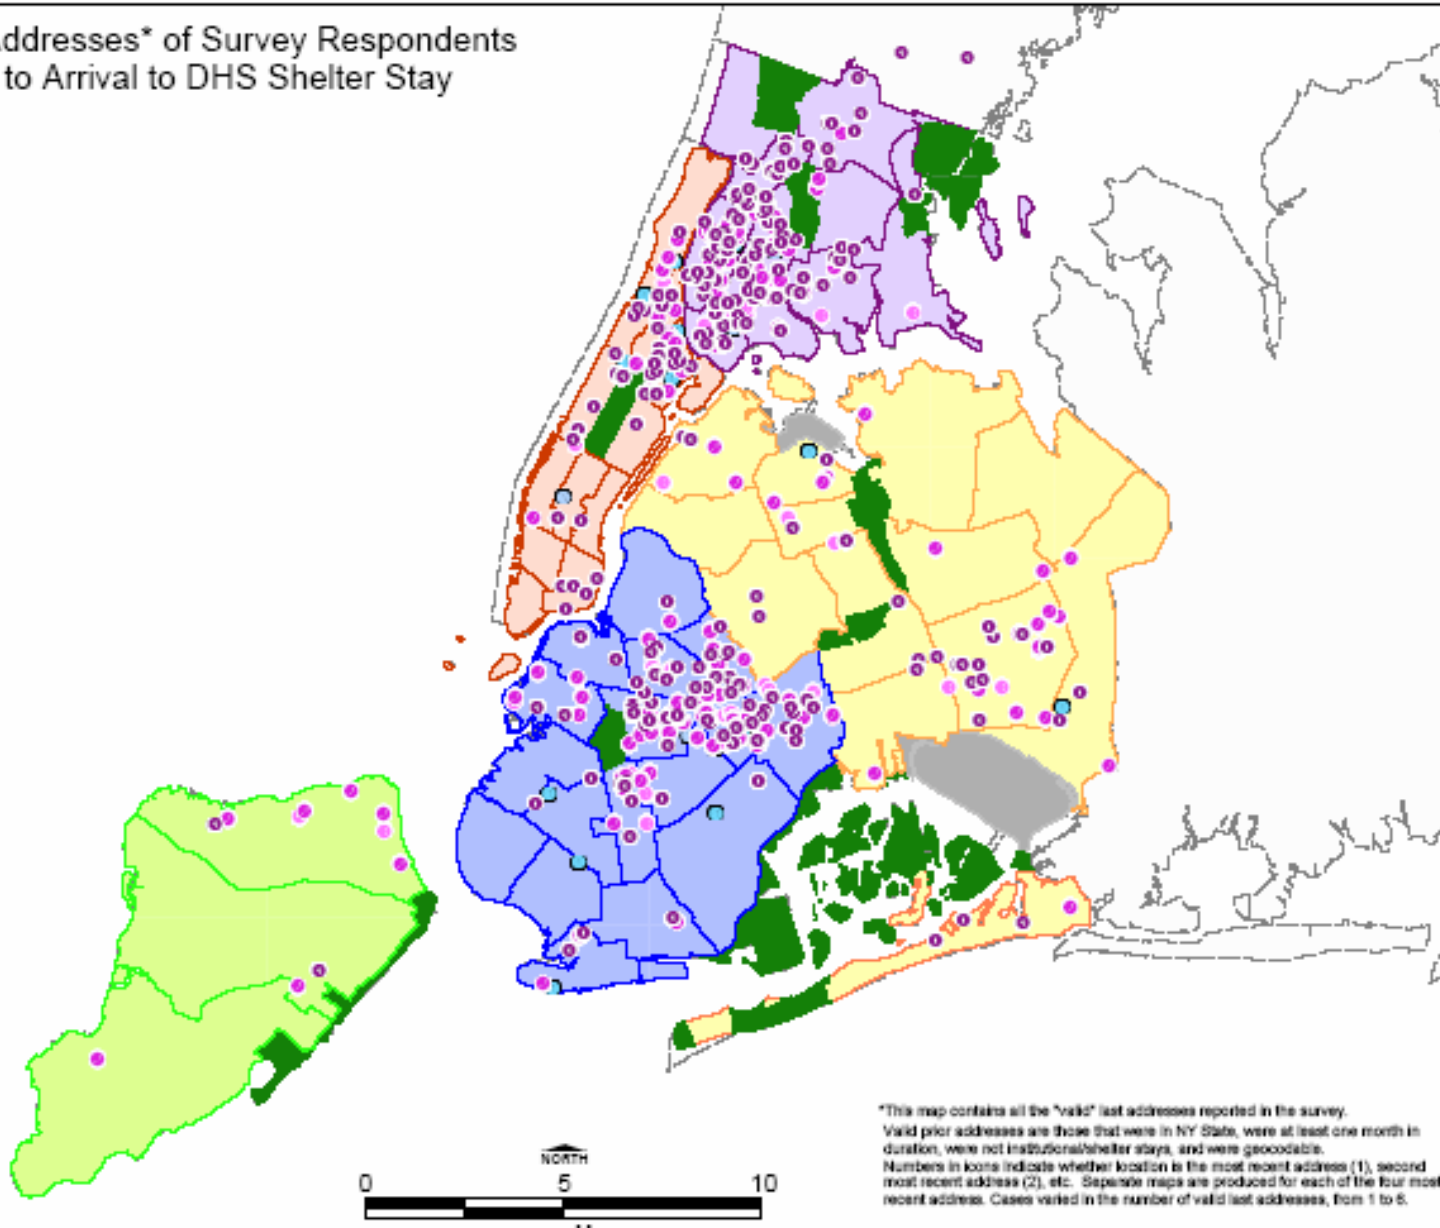 ddresses* of Survey Respondents
to Arrival to DHS Shelter Stay
NORTH
0 5 10
*This map contains all the "valid" last addresses reported in the survey.
Valid prior addresses are those that were in NY State, were at least one month in
duration, were not institutional/shelter stays, and were geocodable.
Numbers in icons indicate whether location is the most recent address (1), second
most recent address (2), etc. Separate maps are produced for each of the four most
recent address. Cases varied in the number of valid last addresses, from 1 to 6.